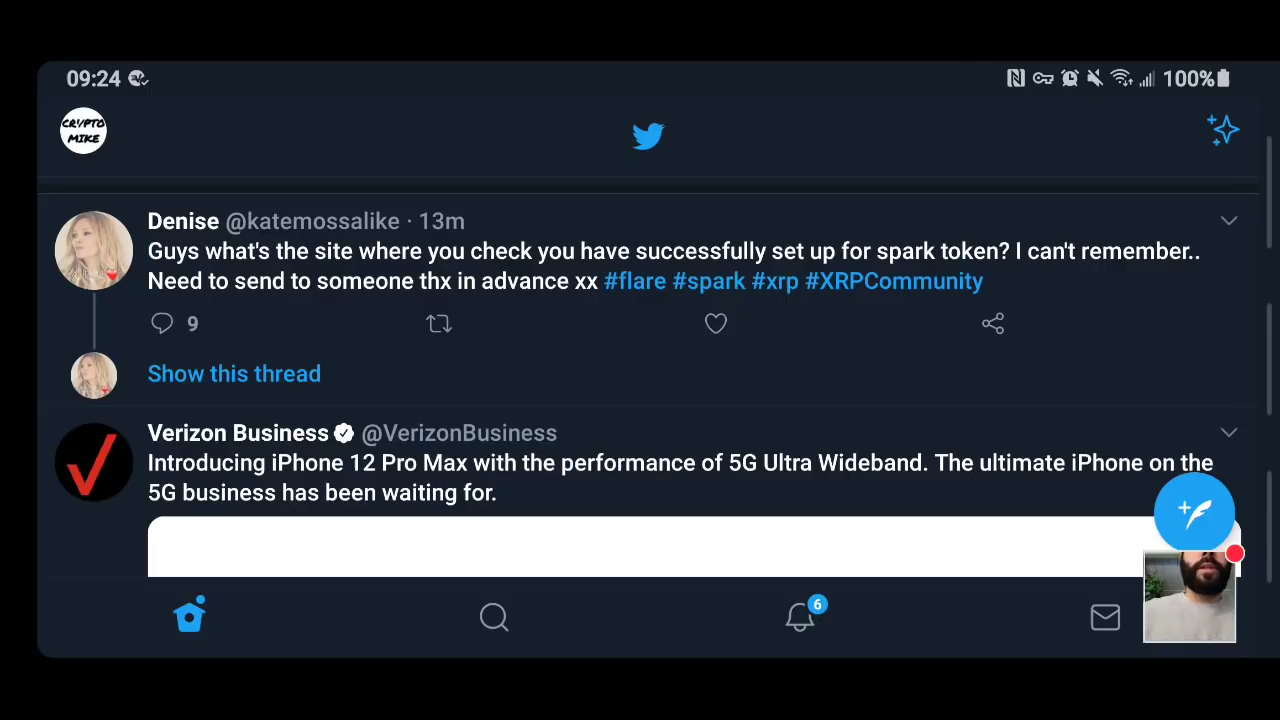 09:24
100%
CRYPTO
MIKE
Denise @katemossalike · 13m
Guys what's the site where you check you have successfully set up for spark token? I can't remember..
Need to send to someone thx in advance xx #flare #spark #xrp #XRPCommunity
9
Show this thread
Verizon Business @VerizonBusiness
Introducing iPhone 12 Pro Max with the performance of 5G Ultra Wideband. The ultimate iPhone on the
5G business has been waiting for.
6